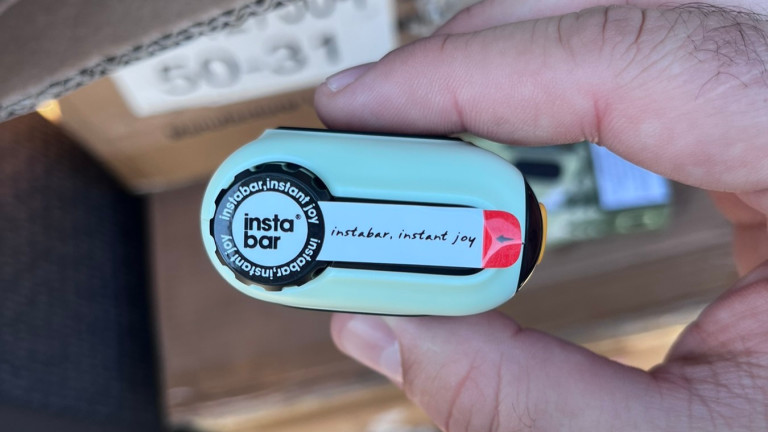 50-31
instabar,instant joy
insta®
bar
instabar,instant joy
instabar, instant joy